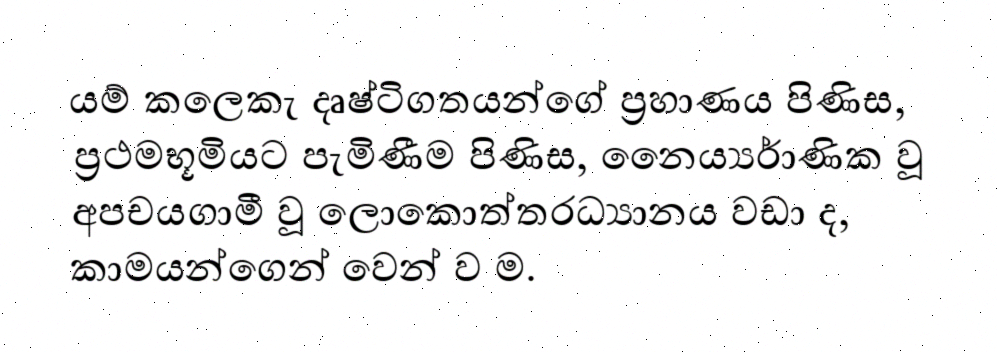 යම් කලෙකැ දෘෂ්ටිගතයන්ගේ ප්‍රහාණය පිණිස,
ප්‍රථමභූමියට පැමිණීම පිණිස, නෛර්‍ය්‍යාණික වූ
අපචයගාමී වූ ලොකොත්තරධ්‍යානය වඩා ද,
කාමයන්ගෙන් වෙන් ව ම.